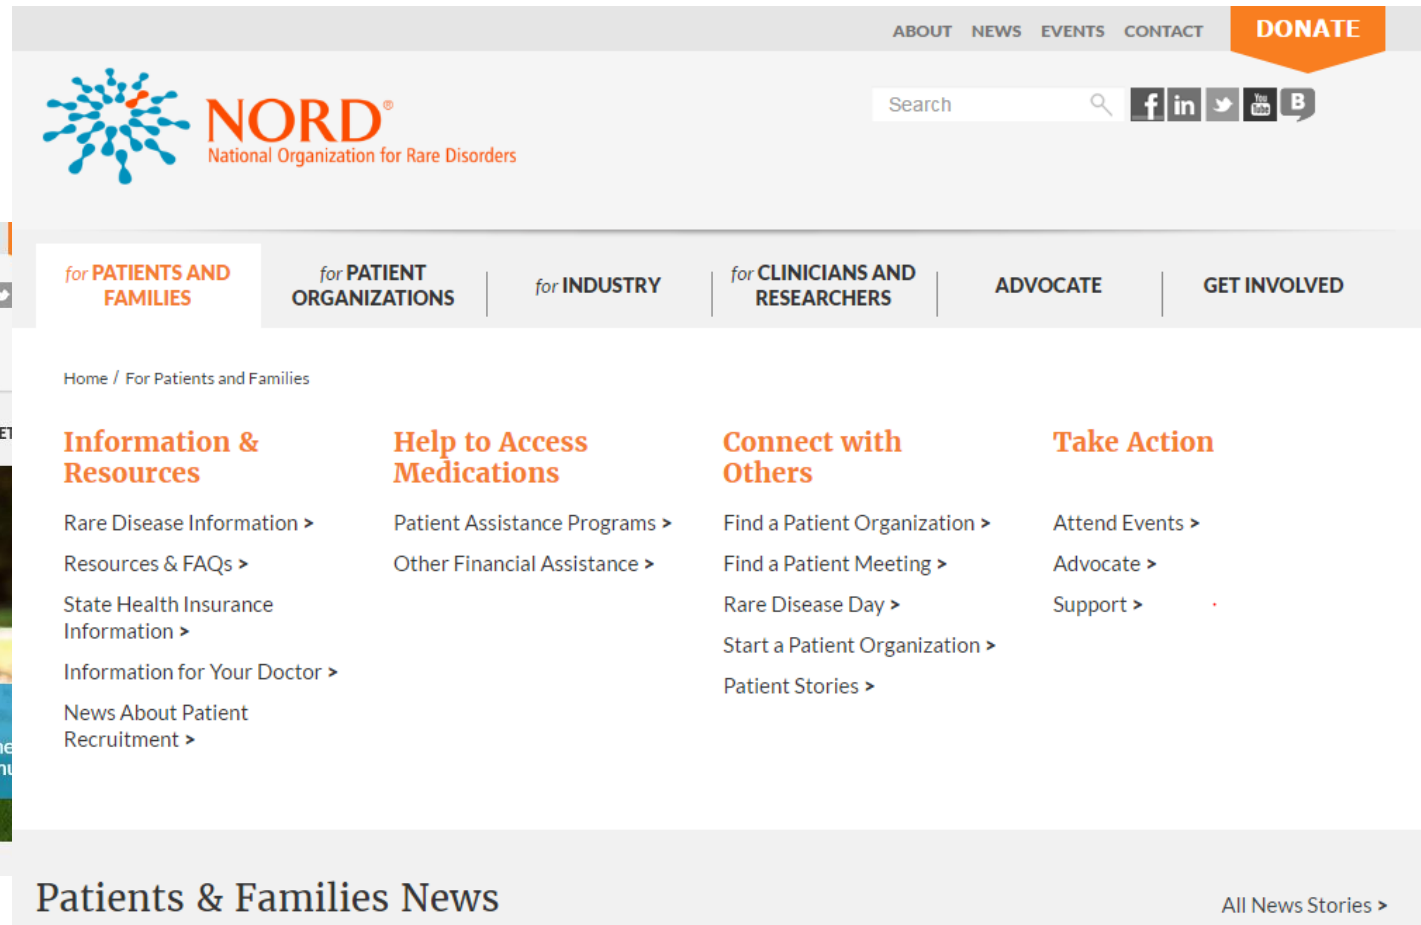 ABOUT NEWS EVENTS CONTACT DONATE
NORD®
National Organization for Rare Disorders
Search
f in You Tube B
for PATIENTS AND
FAMILIES
for PATIENT
ORGANIZATIONS
for INDUSTRY
for CLINICIANS AND
RESEARCHERS
ADVOCATE
GET INVOLVED
Home / For Patients and Families
Information &
Resources
Rare Disease Information >
Resources & FAQs >
State Health Insurance
Information >
Information for Your Doctor >
News About Patient
Recruitment >
Help to Access
Medications
Patient Assistance Programs >
Other Financial Assistance >
Connect with
Others
Find a Patient Organization >
Find a Patient Meeting >
Rare Disease Day >
Start a Patient Organization >
Patient Stories >
Take Action
Attend Events >
Advocate >
Support >
Patients & Families News
All News Stories >